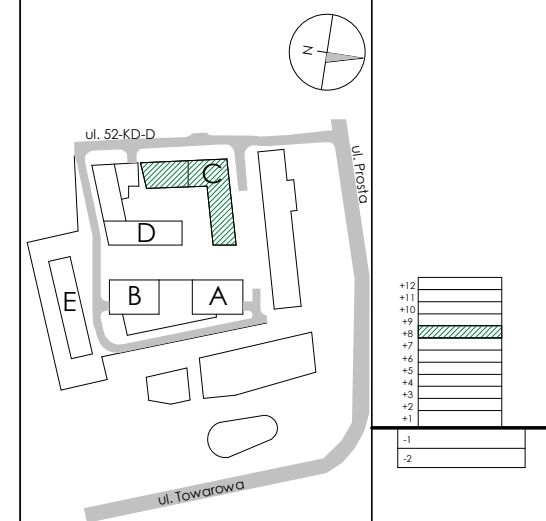 N
ul. 52-KD-D
C
ul. Prosta
D
E
B
A
ul. Towarowa
+12
+11
+10
+9
+8
+7
+6
+5
+4
+3
+2
+1
-1
-2